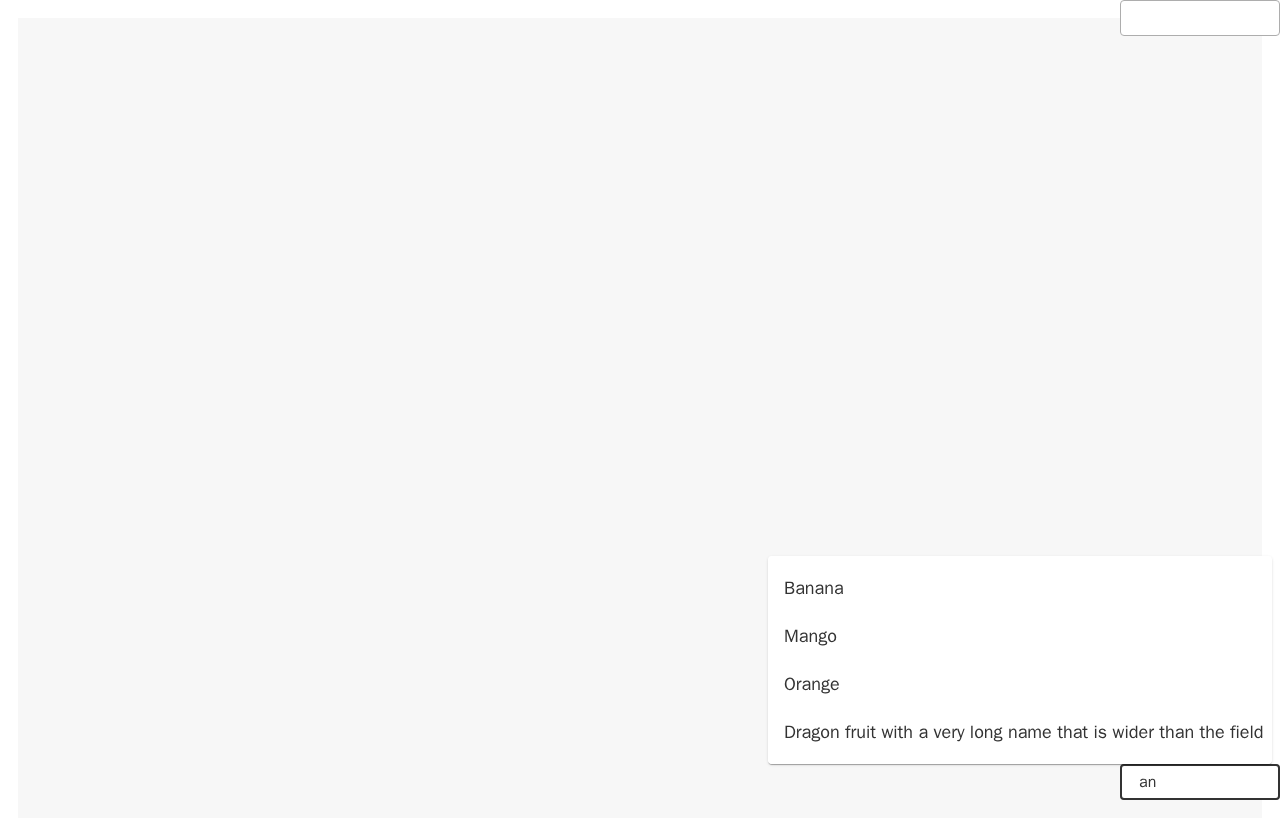 Banana
Mango
Orange
Dragon fruit with a very long name that is wider than the field
an